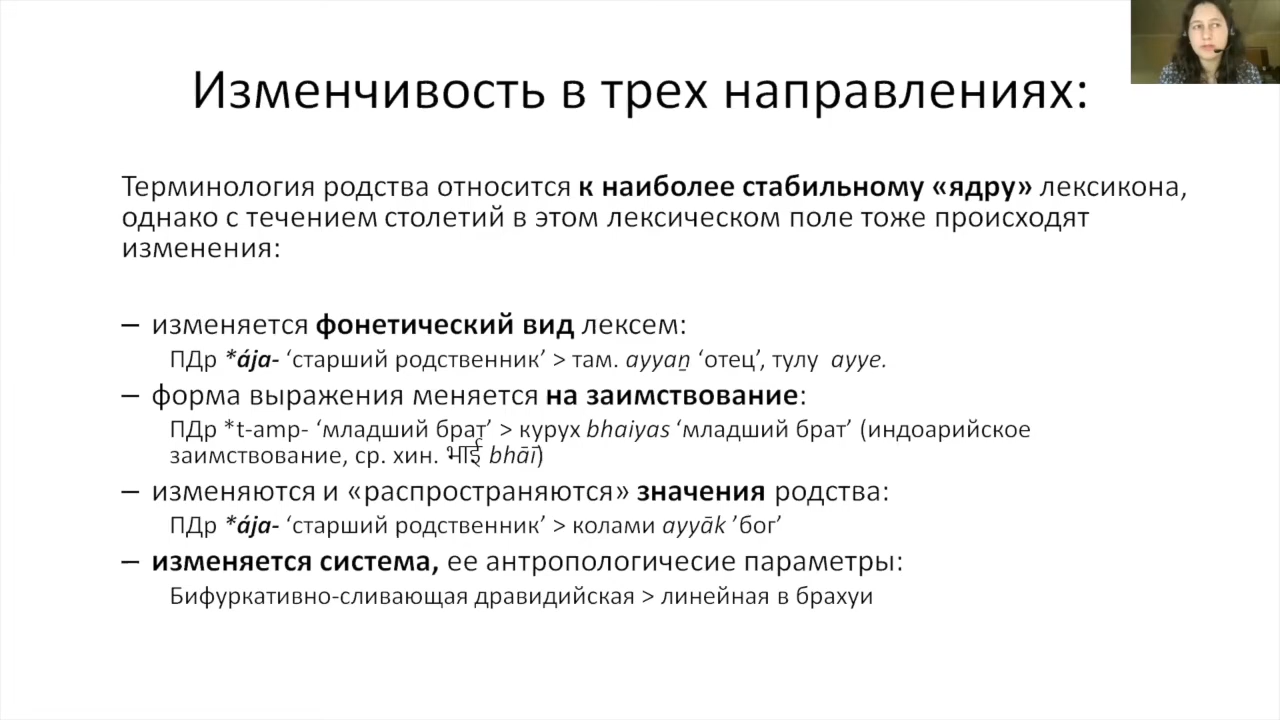 Изменчивость в трех направлениях:
Терминология родства относится к наиболее стабильному «ядру» лексикона,
однако с течением столетий в этом лексическом поле тоже происходят
изменения:
– изменяется фонетический вид лексем:
ПДр *ája- ‘старший родственник’ > там. ayyaṉ ‘отец’, тулу ayye.
– форма выражения меняется на заимствование:
ПДр *t-amp- ‘младший брат’ > курух bhaiyas ‘младший брат’ (индоарийское
заимствование, ср. хин. भाई bhāī)
– изменяются и «распространяются» значения родства:
ПДр *ája- ‘старший родственник’ > колами ayyāk ’бог’
– изменяется система, ее антропологичесие параметры:
Бифуркативно-сливающая дравидийская > линейная в брахуи